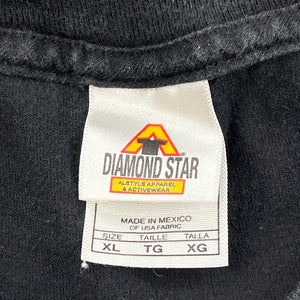 A
DIAMOND STAR
ALSTYLE APPAREL
& ACTIVEWEAR
MADE IN MEXICO
OF USA FABRIC
SIZE TAILLE TALLA
XL TG XG